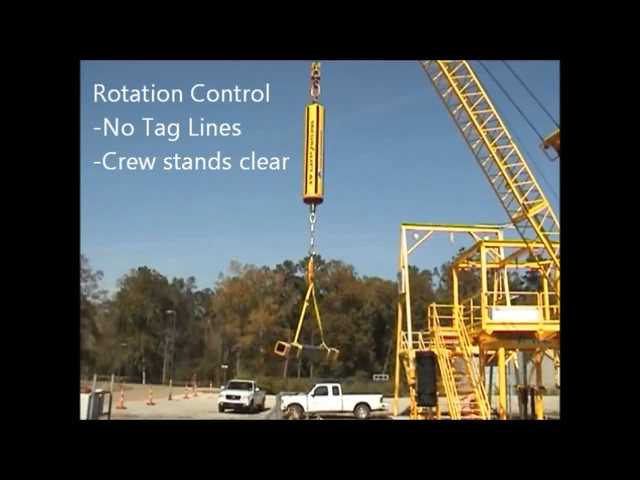 Rotation Control
-No Tag Lines
-Crew stands clear